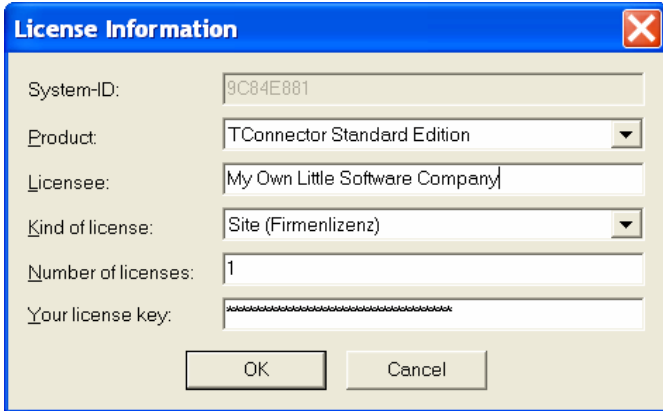 License Information
System-ID: 9C84E881
Product: TConnector Standard Edition
Licensee: My Own Little Software Company
Kind of license: Site (Firmenlizenz)
Number of licenses: 1
Your license key:
OK Cancel